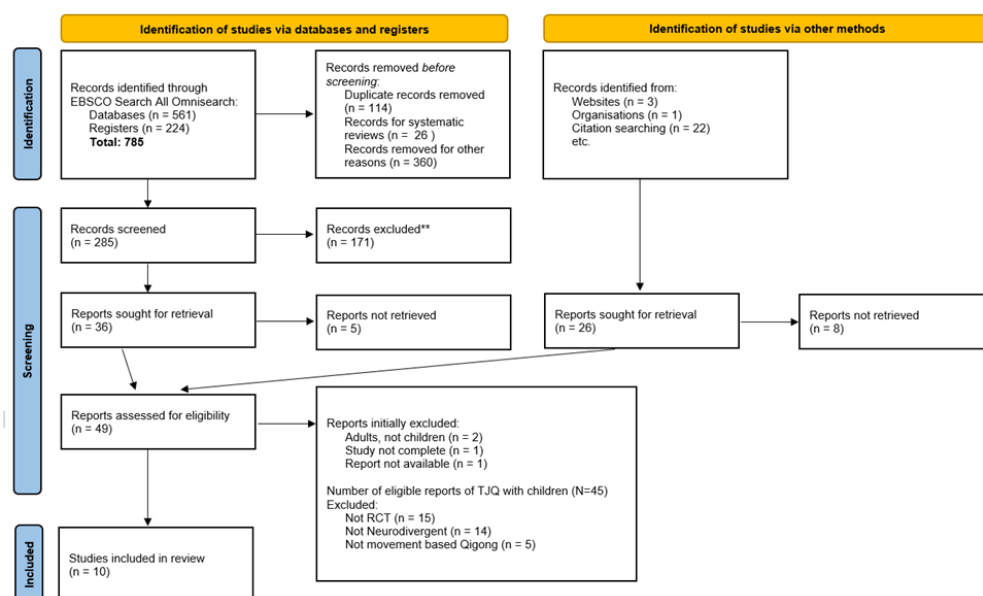 Identification of studies via databases and registers
Identification of studies via other methods
Identification
Records identified through
EBSCO Search All Omnisearch:
Databases (n = 561)
Registers (n = 224)
Total: 785
Records removed before
screening:
Duplicate records removed
(n = 114)
Records for systematic
reviews (n = 26 )
Records removed for other
reasons (n = 360)
Records identified from:
Websites (n = 3)
Organisations (n = 1)
Citation searching (n = 22)
etc.
Screening
Records screened
(n = 285)
Records excluded**
(n = 171)
Reports sought for retrieval
(n = 36)
Reports not retrieved
(n = 5)
Reports sought for retrieval
(n = 26)
Reports not retrieved
(n = 8)
Reports assessed for eligibility
(n = 49)
Reports initially excluded:
Adults, not children (n = 2)
Study not complete (n = 1)
Report not available (n = 1)
Number of eligible reports of TJQ with children (N=45)
Excluded:
Not RCT (n = 15)
Not Neurodivergent (n = 14)
Not movement based Qigong (n = 5)
Included
Studies included in review
(n = 10)